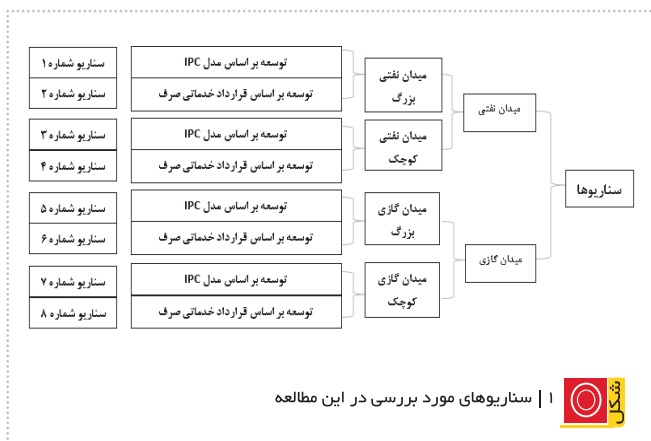 سناریوها
میدان نفتی
میدان نفتی
بزرگ
توسعه بر اساس مدل IPC
سناریو شماره ۱
توسعه بر اساس قرارداد خدماتی صرف
سناریو شماره ۲
میدان نفتی
کوچک
توسعه بر اساس مدل IPC
سناریو شماره ۳
توسعه بر اساس قرارداد خدماتی صرف
سناریو شماره ۴
میدان گازی
میدان گازی
بزرگ
توسعه بر اساس مدل IPC
سناریو شماره ۵
توسعه بر اساس قرارداد خدماتی صرف
سناریو شماره ۶
میدان گازی
کوچک
توسعه بر اساس مدل IPC
سناریو شماره ۷
توسعه بر اساس قرارداد خدماتی صرف
سناریو شماره ۸
شکل
۱ | سناریوهای مورد بررسی در این مطالعه